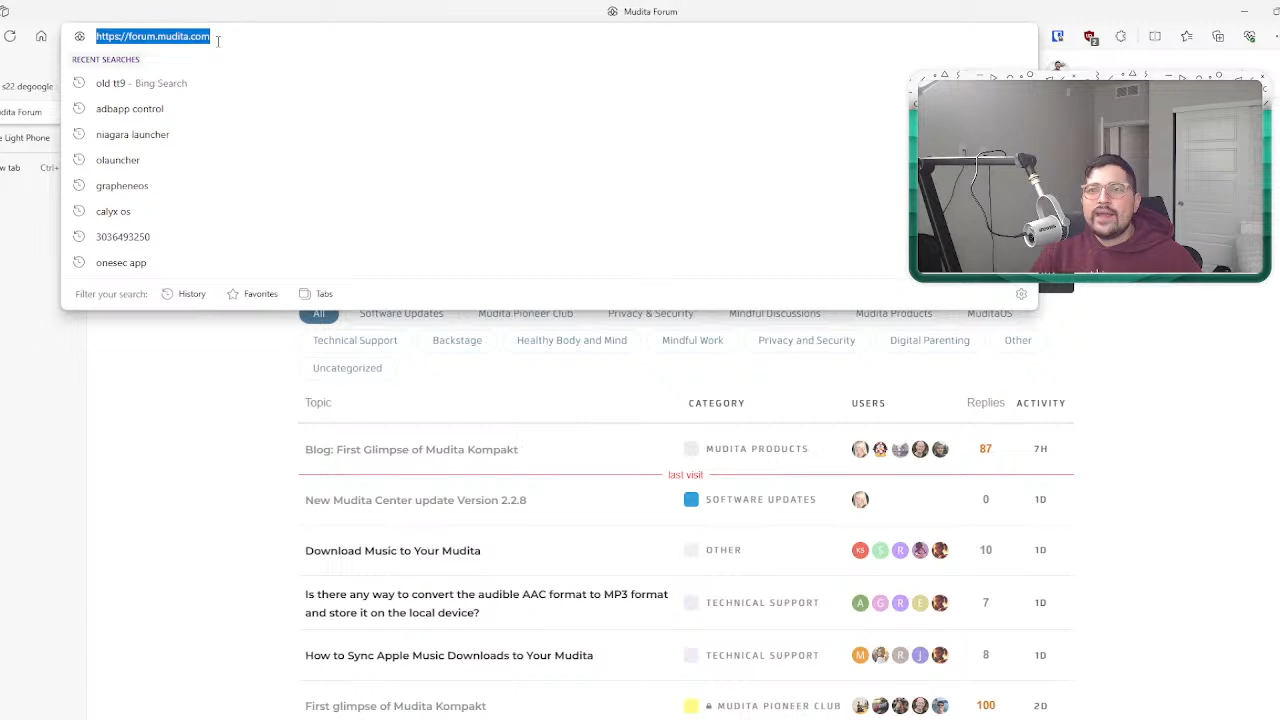 Mudita Forum
https://forum.mudita.com
RECENT SEARCHES
old tt9 - Bing Search
adbapp control
niagara launcher
olauncher
grapheneos
calyx os
3036493250
onesec app
Filter your search: History Favorites Tabs
s22 degoogle
dita Forum
e Light Phone
w tab Ctrl+
2
All Software Updates Mudita Pioneer Club Privacy & Security Mindful Discussions Mudita Products MuditaOS
Technical Support Backstage Healthy Body and Mind Mindful Work Privacy and Security Digital Parenting Other
Uncategorized
Topic CATEGORY USERS Replies ACTIVITY
Blog: First Glimpse of Mudita Kompakt MUDITA PRODUCTS 87 7H
last visit
New Mudita Center update Version 2.2.8 SOFTWARE UPDATES 0 1D
Download Music to Your Mudita OTHER KS S R 10 1D
Is there any way to convert the audible AAC format to MP3 format
and store it on the local device? TECHNICAL SUPPORT A G R E 7 1D
How to Sync Apple Music Downloads to Your Mudita TECHNICAL SUPPORT M R J 8 1D
First glimpse of Mudita Kompakt MUDITA PIONEER CLUB 100 2D